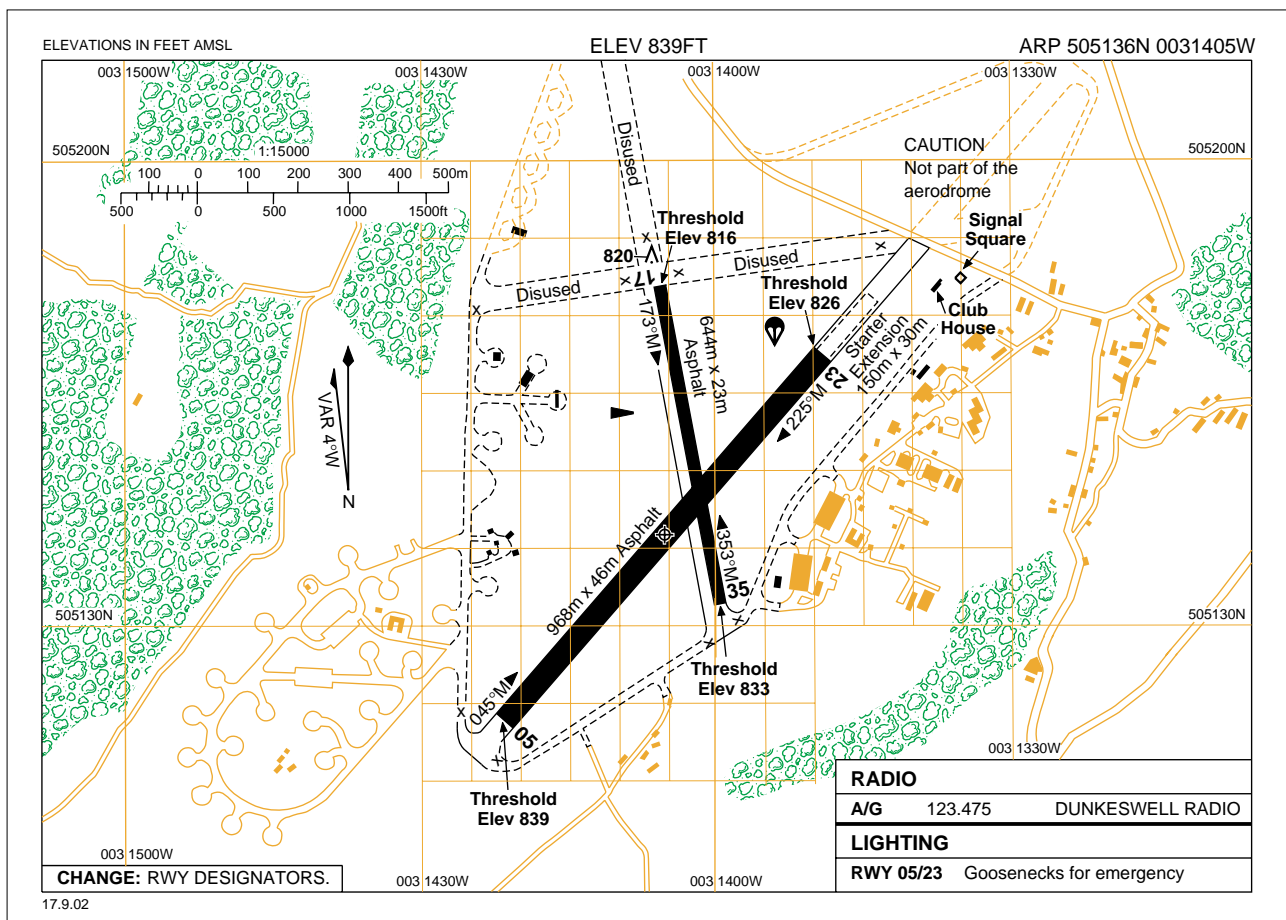 ELEVATIONS IN FEET AMSL
ELEV 839FT
ARP 505136N 0031405W
003 1500W
003 1430W
003 1400W
003 1330W
505200N
1:15000
100 0 100 200 300 400 500m
500 0 500 1000 1500ft
Disused
CAUTION
Not part of the
aerodrome
Signal
Square
Threshold
Elev 816
820
17
Disused
Disused
Threshold
Elev 826
Club
House
173°M
644m x 23m
Asphalt
Starter
Extension
150m x 30m
23
225°M
VAR 4°W
N
968m x 46m Asphalt
353°M
35
505130N
505130N
Threshold
Elev 833
045°M
05
Threshold
Elev 839
003 1330W
RADIO
A/G 123.475 DUNKESWELL RADIO
LIGHTING
RWY 05/23 Goosenecks for emergency
003 1500W
003 1430W
003 1400W
CHANGE: RWY DESIGNATORS.
17.9.02
505200N